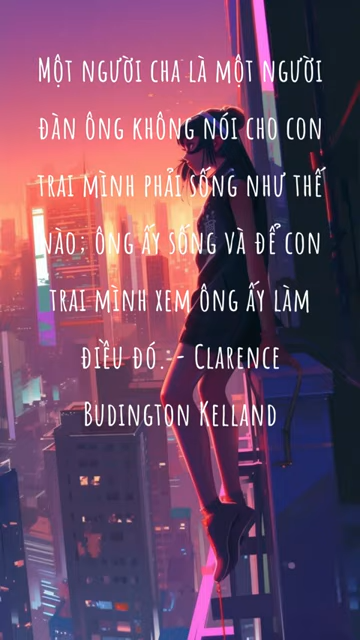 Một người cha là một người
đàn ông không nói cho con
trai mình phải sống như thế
nào; ông ấy sống và để con
trai mình xem ông ấy làm
điều đó. - Clarence
Budington Kelland